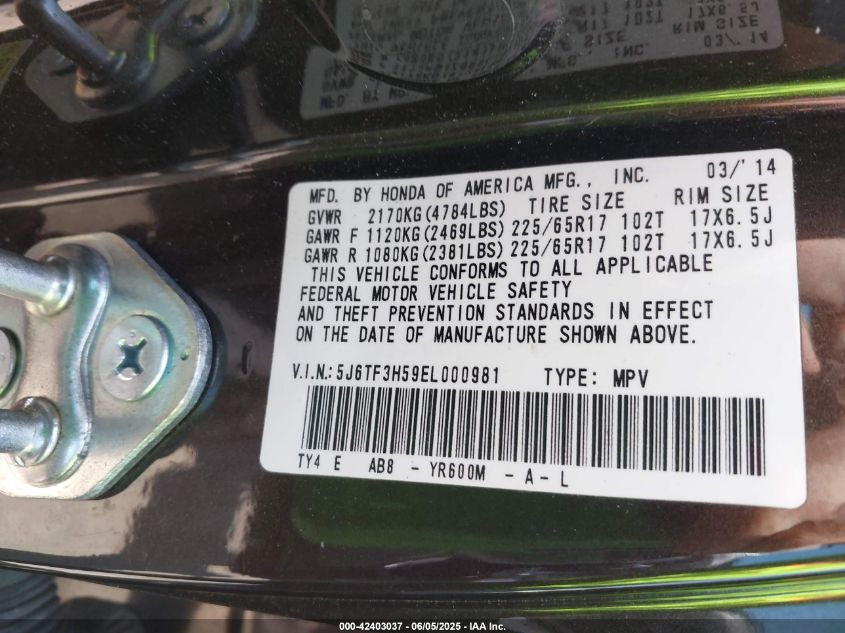 MFD. BY HONDA OF AMERICA MFG., INC. 03/'14
GVWR 2170KG(4784LBS) TIRE SIZE RIM SIZE
GAWR F 1120KG(2469LBS) 225/65R17 102T 17X6.5J
GAWR R 1080KG(2381LBS) 225/65R17 102T 17X6.5J
THIS VEHICLE CONFORMS TO ALL APPLICABLE
FEDERAL MOTOR VEHICLE SAFETY
AND THEFT PREVENTION STANDARDS IN EFFECT
ON THE DATE OF MANUFACTURE SHOWN ABOVE.
V.I.N.: 5J6TF3H59EL000981 TYPE: MPV
TY4 E AB8 - YR600M - A - L
000-42403037 - 06/05/2025 - IAA Inc.